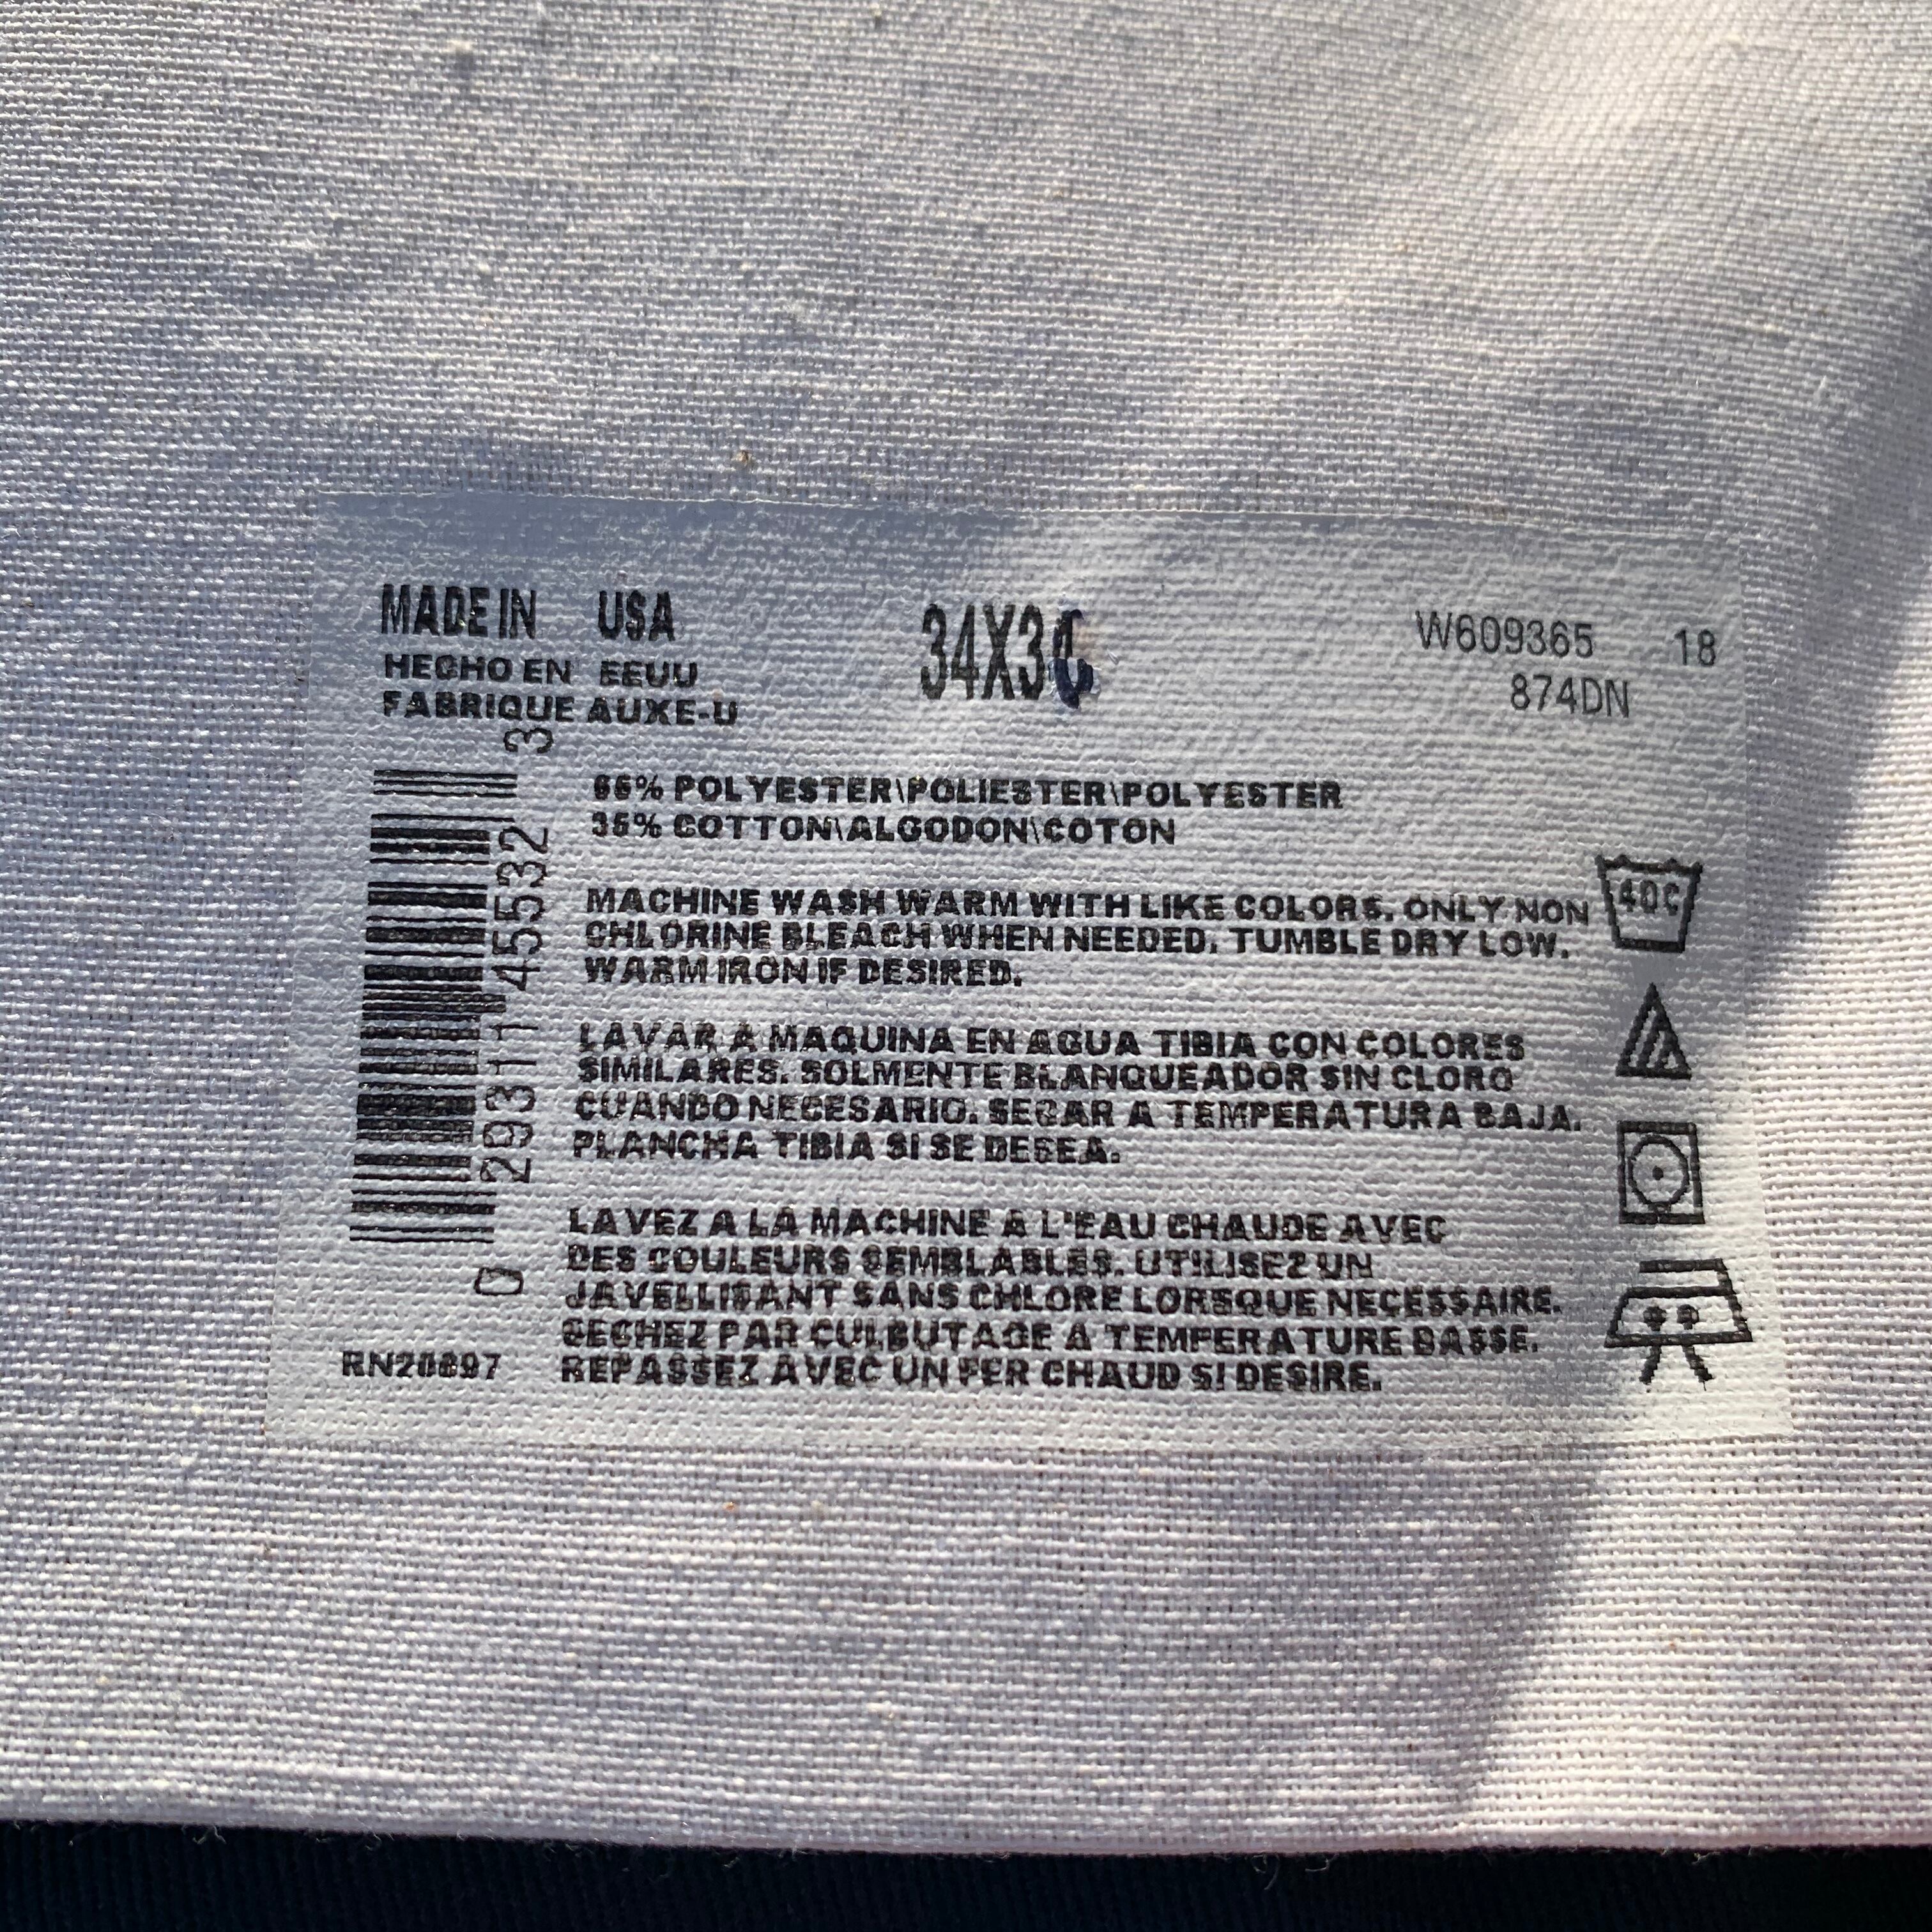 MADE IN USA
HECHO EN EEUU
FABRIQUE AUXE-U
W609365 18
874DN
0 29311 45532 3
65% POLYESTER\POLIESTER\POLYESTER
35% COTTON\ALGODON\COTON
MACHINE WASH WARM WITH LIKE COLORS. ONLY NON
CHLORINE BLEACH WHEN NEEDED. TUMBLE DRY LOW.
WARM IRON IF DESIRED.
40C
LAVAR A MAQUINA EN AGUA TIBIA CON COLORES
SIMILARES. SOLMENTE BLANQUEADOR SIN CLORO
CUANDO NECESARIO. SECAR A TEMPERATURA BAJA.
PLANCHA TIBIA SI SE DESEA.
LAVEZ A LA MACHINE A L'EAU CHAUDE AVEC
DES COULEURS SEMBLABLES. UTILISEZ UN
JAVELLISANT SANS CHLORE LORSQUE NECESSAIRE.
SECHEZ PAR CULBUTAGE A TEMPERATURE BASSE.
REPASSEZ AVEC UN FER CHAUD SI DESIRE.
RN20697